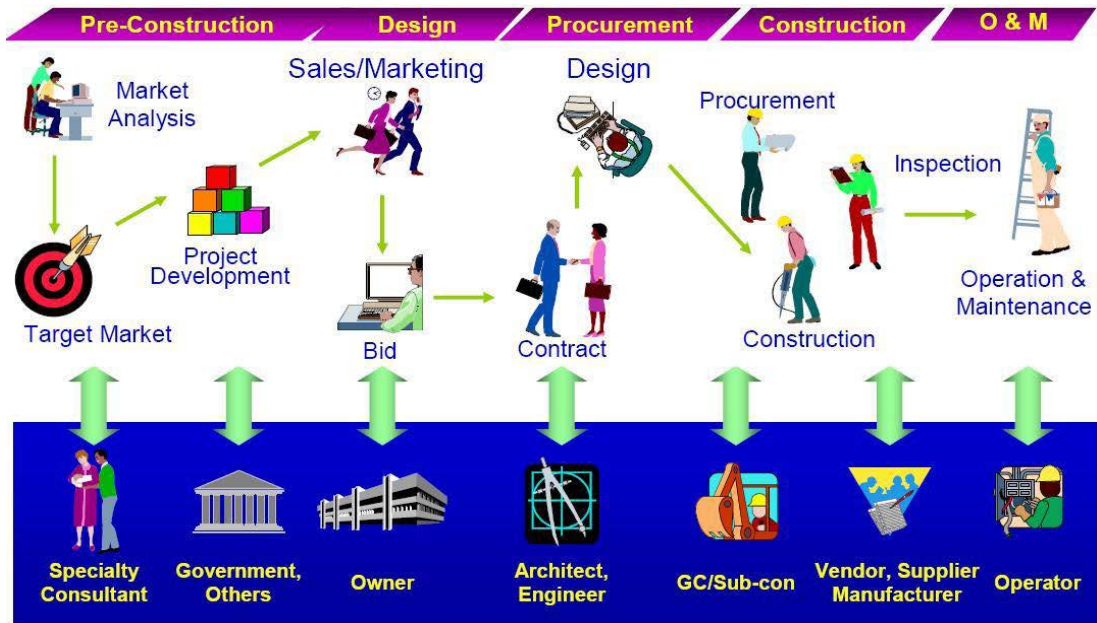 Pre-Construction
Design
Procurement
Construction
O & M
Market
Analysis
Sales/Marketing
Design
Procurement
Inspection
Project
Development
Target Market
Bid
Contract
Construction
Operation &
Maintenance
Specialty
Consultant
Government,
Others
Owner
Architect,
Engineer
GC/Sub-con
Vendor, Supplier
Manufacturer
Operator